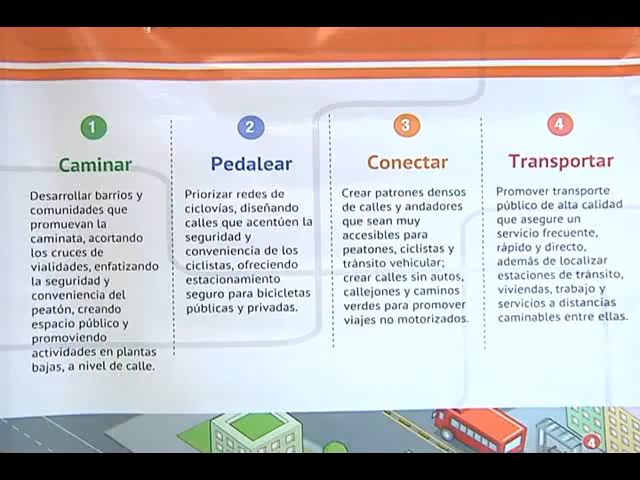 1
Caminar
Desarrollar barrios y
comunidades que
promuevan la
caminata, acortando
los cruces de
vialidades, enfatizando
la seguridad y
conveniencia del
peatón, creando
espacio público y
promoviendo
actividades en plantas
bajas, a nivel de calle.
2
Pedalear
Priorizar redes de
ciclovías, diseñando
calles que acentúen la
seguridad y
conveniencia de los
ciclistas, ofreciendo
estacionamiento
seguro para bicicletas
públicas y privadas.
3
Conectar
Crear patrones densos
de calles y andadores
que sean muy
accesibles para
peatones, ciclistas y
tránsito vehicular;
crear calles sin autos,
callejones y caminos
verdes para promover
viajes no motorizados.
4
Transportar
Promover transporte
público de alta calidad
que asegure un
servicio frecuente,
rápido y directo,
además de localizar
estaciones de tránsito,
viviendas, trabajo y
servicios a distancias
caminables entre ellas.
4